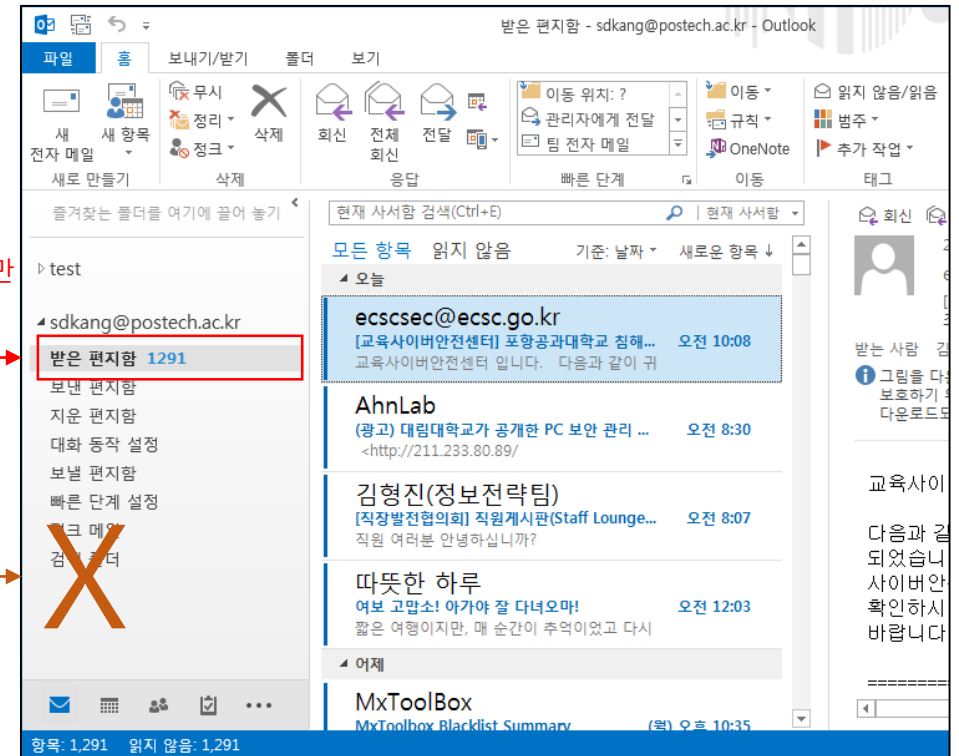 받은 편지함 - sdkang@postech.ac.kr - Outlook
파일 홈 보내기/받기 폴더 보기
새 전자 메일
새 항목
무시
정리
정크
삭제
회신
전체 회신
전달
이동 위치: ?
관리자에게 전달
팀 전자 메일
이동
규칙
OneNote
읽지 않음/읽음
범주
추가 작업
새로 만들기 삭제 응답 빠른 단계 이동 태그
즐겨찾는 폴더를 여기에 끌어 놓기
test
sdkang@postech.ac.kr
받은 편지함 1291
보낸 편지함
지운 편지함
대화 동작 설정
보낼 편지함
빠른 단계 설정
X
현재 사서함 검색(Ctrl+E) 현재 사서함
모든 항목 읽지 않음 기준: 날짜 새로운 항목 ↓
오늘
ecscsec@ecsc.go.kr
[교육사이버안전센터] 포항공과대학교 침해... 오전 10:08
교육사이버안전센터 입니다. 다음과 같이 귀
AhnLab
(광고) 대림대학교가 공개한 PC 보안 관리 ... 오전 8:30
<http://211.233.80.89/
김형진(정보전략팀)
[직장발전협의회] 직원게시판(Staff Lounge... 오전 8:07
직원 여러분 안녕하십니까?
따뜻한 하루
여보 고맙소! 아가야 잘 다녀오마! 오전 12:03
짧은 여행이지만, 매 순간이 추억이었고 다시
어제
MxToolBox
MxToolbox Blacklist Summary (월) 오후 10:35
회신
받는 사람 김
그림을 다
보호하기
다운로드되
교육사이
다음과 같
되었습니
사이버안
확인하시
바랍니다
==========
항목: 1,291 읽지 않음: 1,291